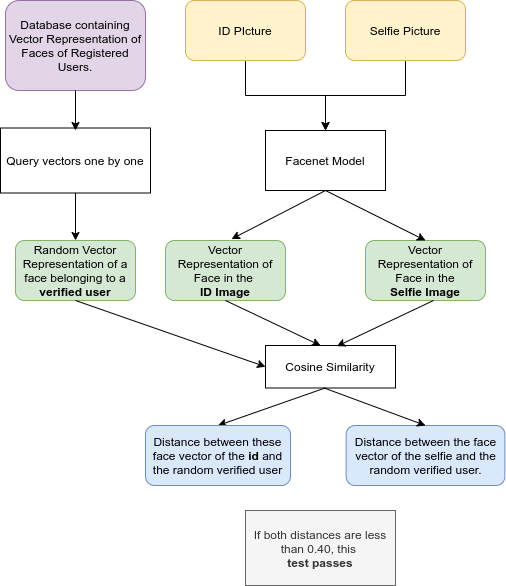 Database containing
Vector Representation of
Faces of Registered
Users.
ID PIcture
Selfie Picture
Query vectors one by one
Facenet Model
Random Vector
Representation of a
face belonging to a
verified user
Vector
Representation of
Face in the
ID Image
Vector
Representation of
Face in the
Selfie Image
Cosine Similarity
Distance between these
face vector of the id and
the random verified user
Distance between the face
vector of the selfie and the
random verified user.
If both distances are less
than 0.40, this
test passes